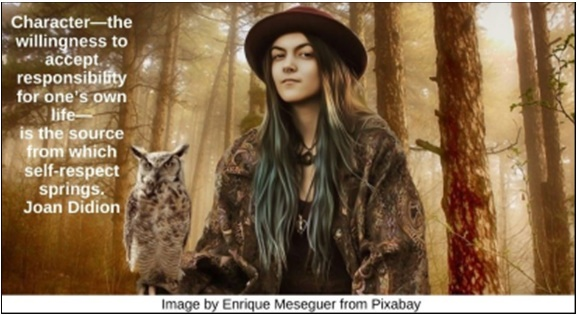 Character—the
willingness to
accept
responsibility
for one's own
life—
is the source
from which
self-respect
springs.
Joan Didion
Image by Enrique Meseguer from Pixabay